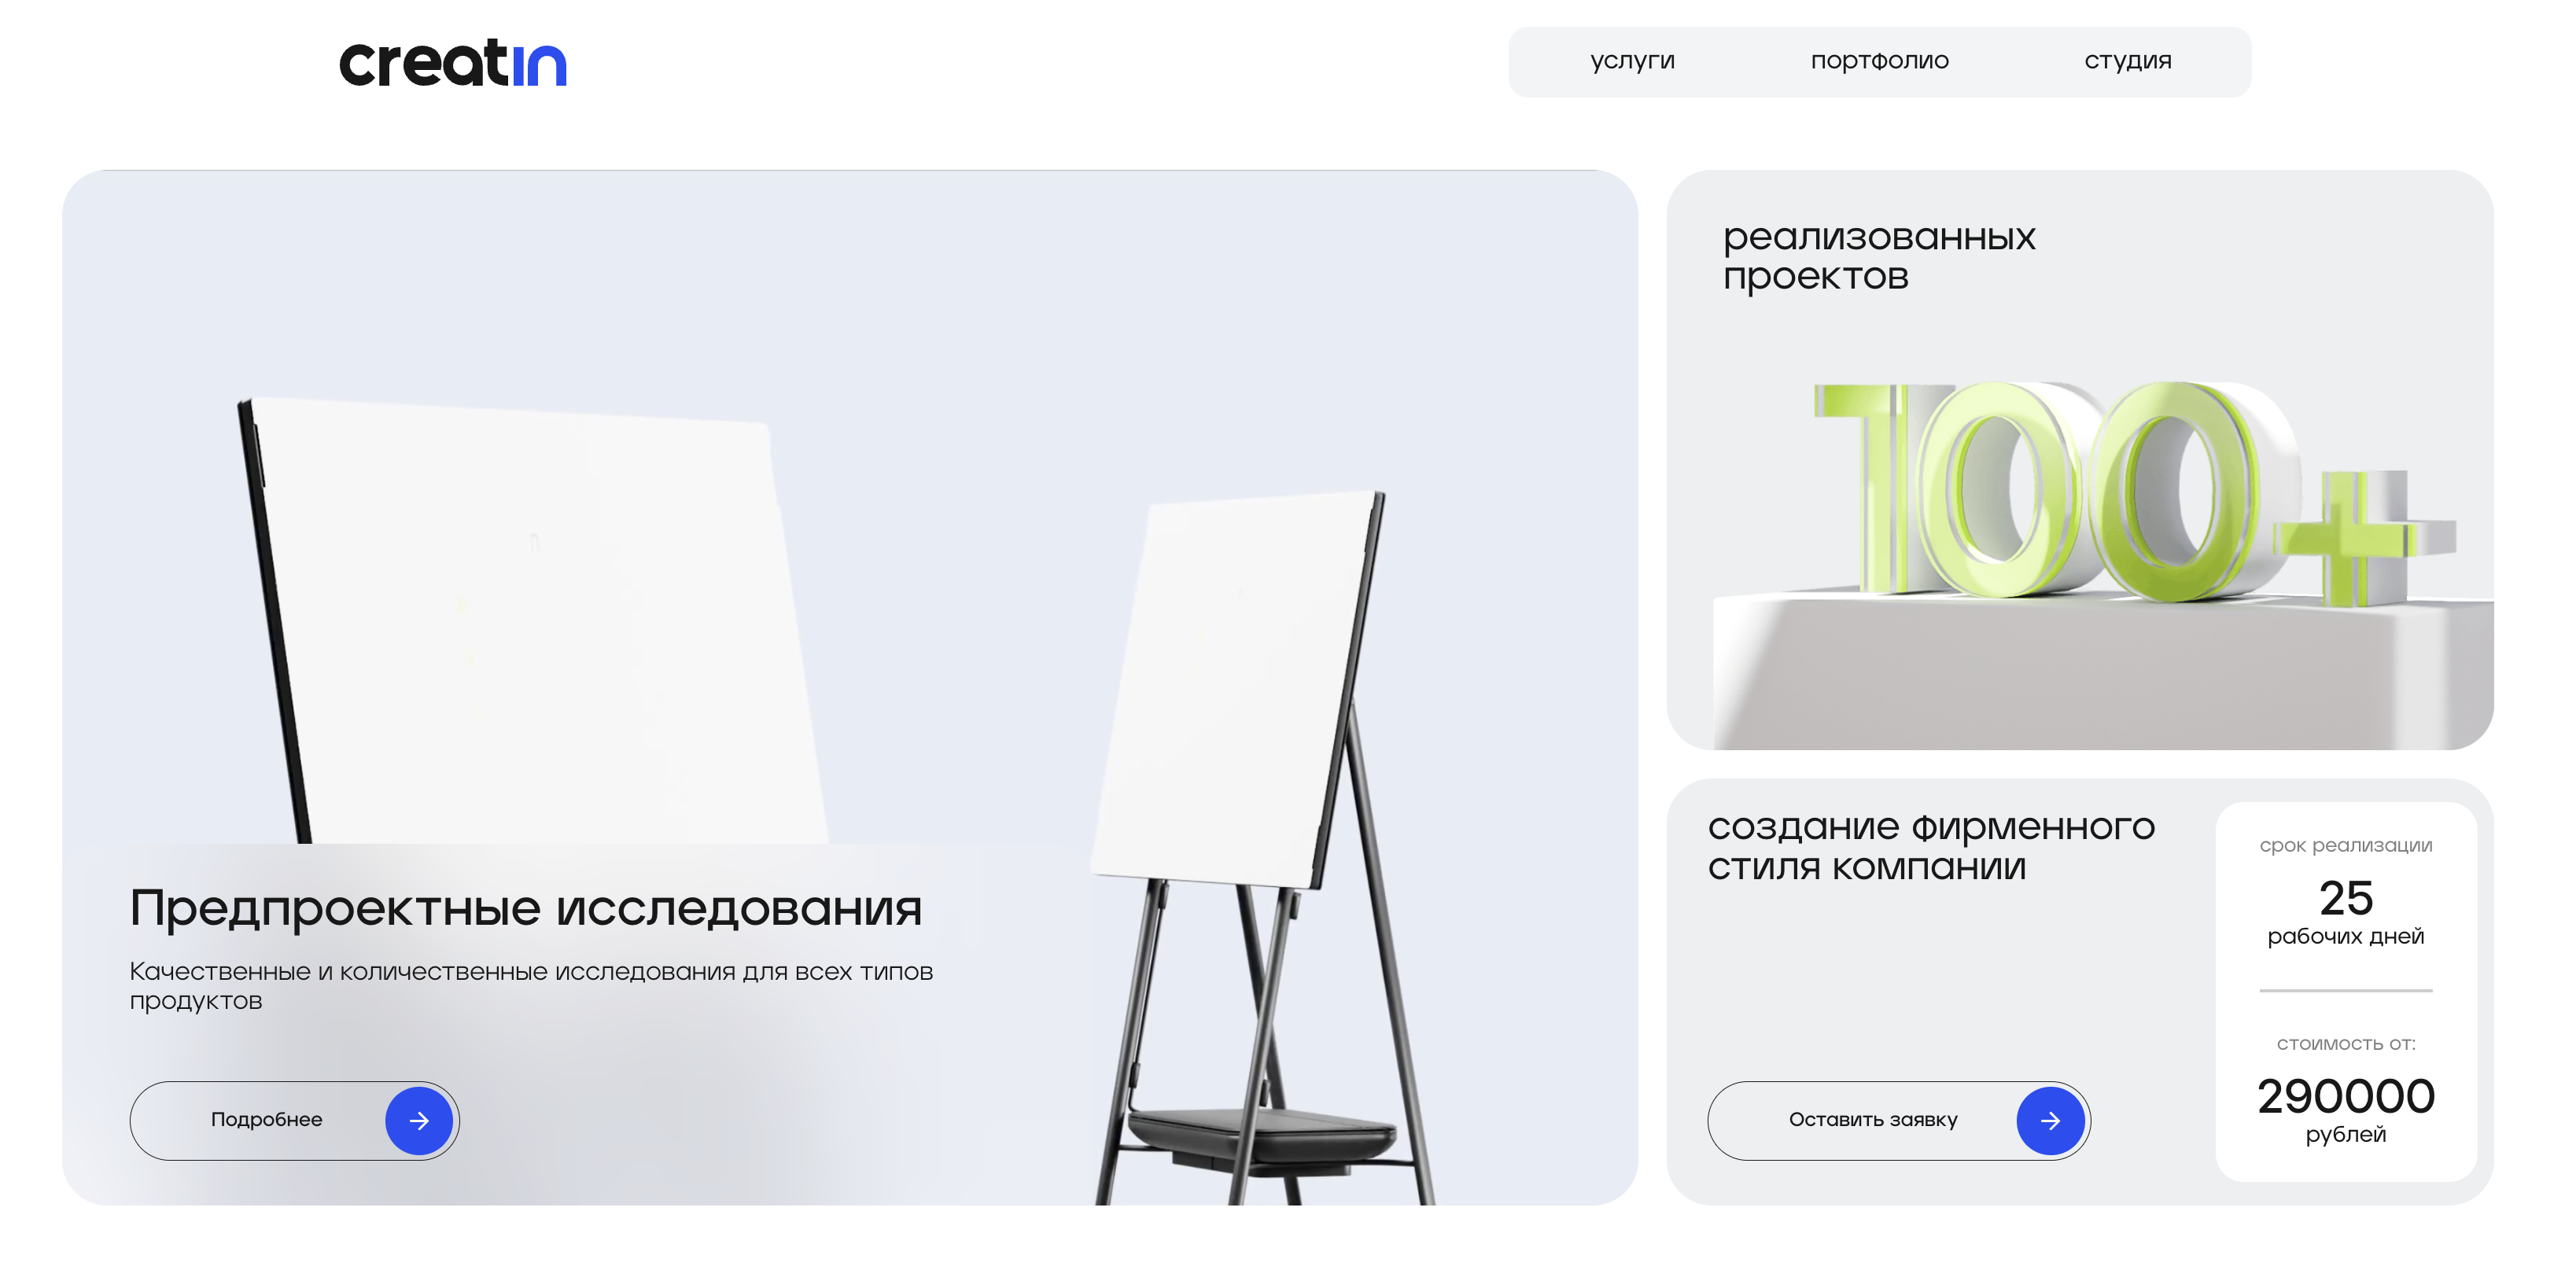 creatin
услуги
портфолио
студия
реализованных
проектов
100+
Предпроектные исследования
Качественные и количественные исследования для всех типов
продуктов
Подробнее
создание фирменного
стиля компании
Оставить заявку
срок реализации
25
рабочих дней
стоимость от:
290000
рублей